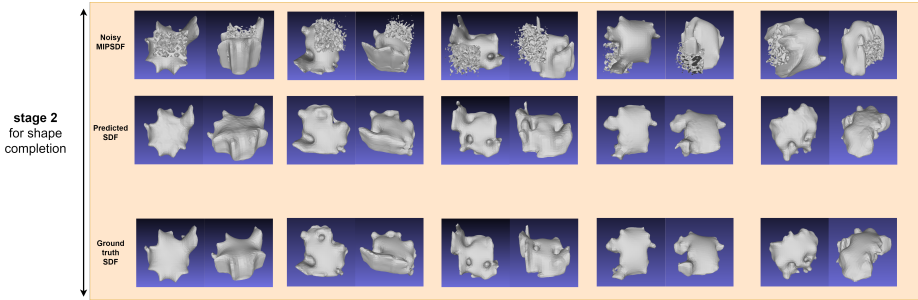 Noisy
MIPSDF
stage 2
for shape
completion
Predicted
SDF
Ground
truth
SDF